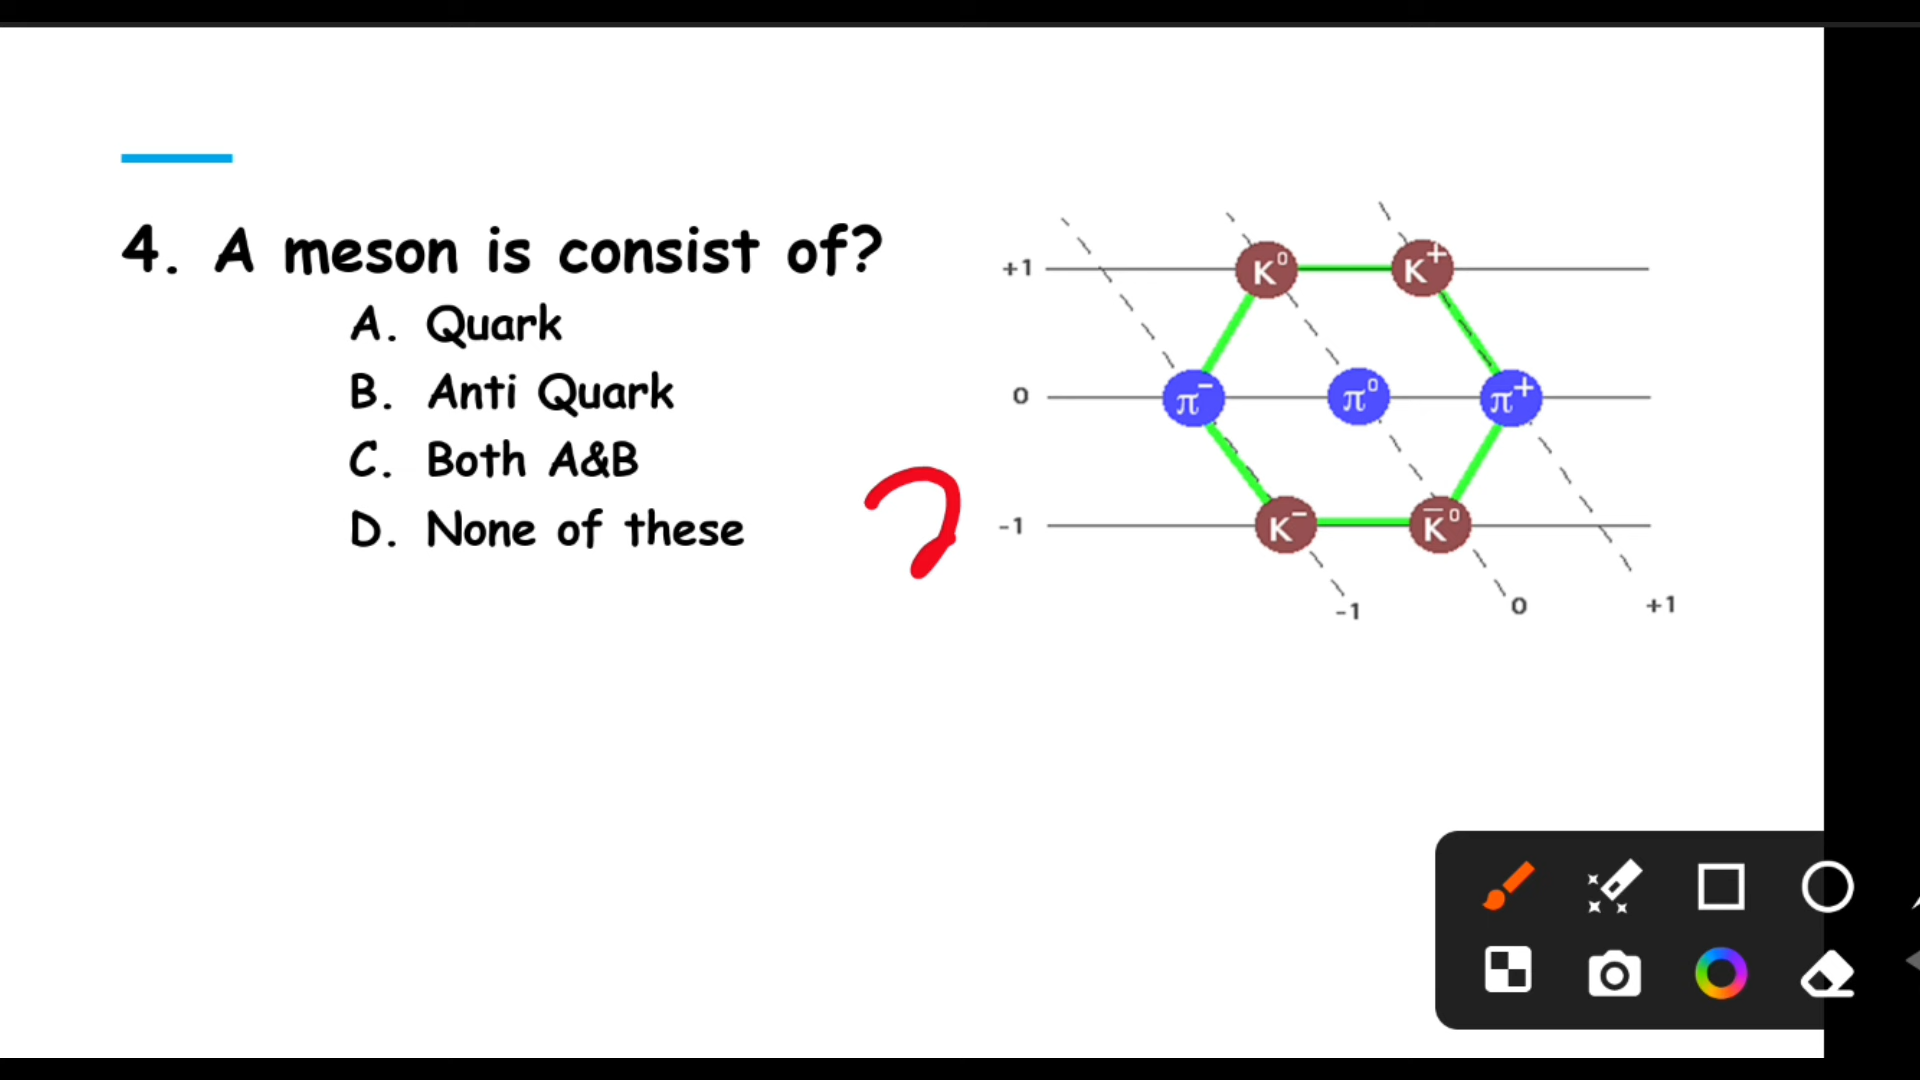 4. A meson is consist of?
A. Quark
B. Anti Quark
C. Both A&B
D. None of these
?
+1 K⁰ K⁺
0 π⁻ π⁰ π⁺
-1 K⁻ K̅⁰
-1 0 +1